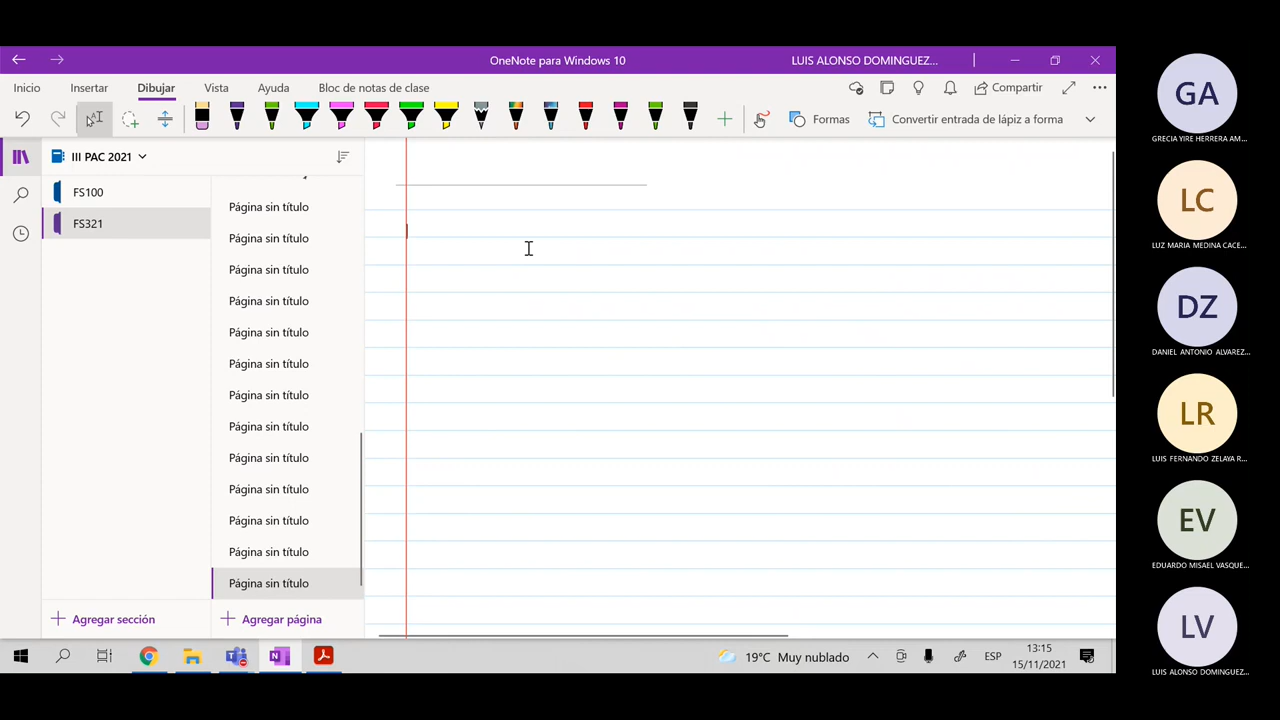 OneNote para Windows 10
LUIS ALONSO DOMINGUEZ...
Inicio
Insertar
Dibujar
Vista
Ayuda
Bloc de notas de clase
Compartir
Formas
Convertir entrada de lápiz a forma
III PAC 2021
FS100
FS321
Página sin título
Página sin título
Página sin título
Página sin título
Página sin título
Página sin título
Página sin título
Página sin título
Página sin título
Página sin título
Página sin título
Página sin título
Página sin título
Agregar sección
Agregar página
19°C Muy nublado
ESP
13:15
15/11/2021
GA
GRECIA YIRE HERRERA AM...
LC
LUZ MARIA MEDINA CACE...
DZ
DANIEL ANTONIO ALVAREZ...
LR
LUIS FERNANDO ZELAYA R...
EV
EDUARDO MISAEL VASQUE...
LV
LUIS ALONSO DOMINGUEZ...